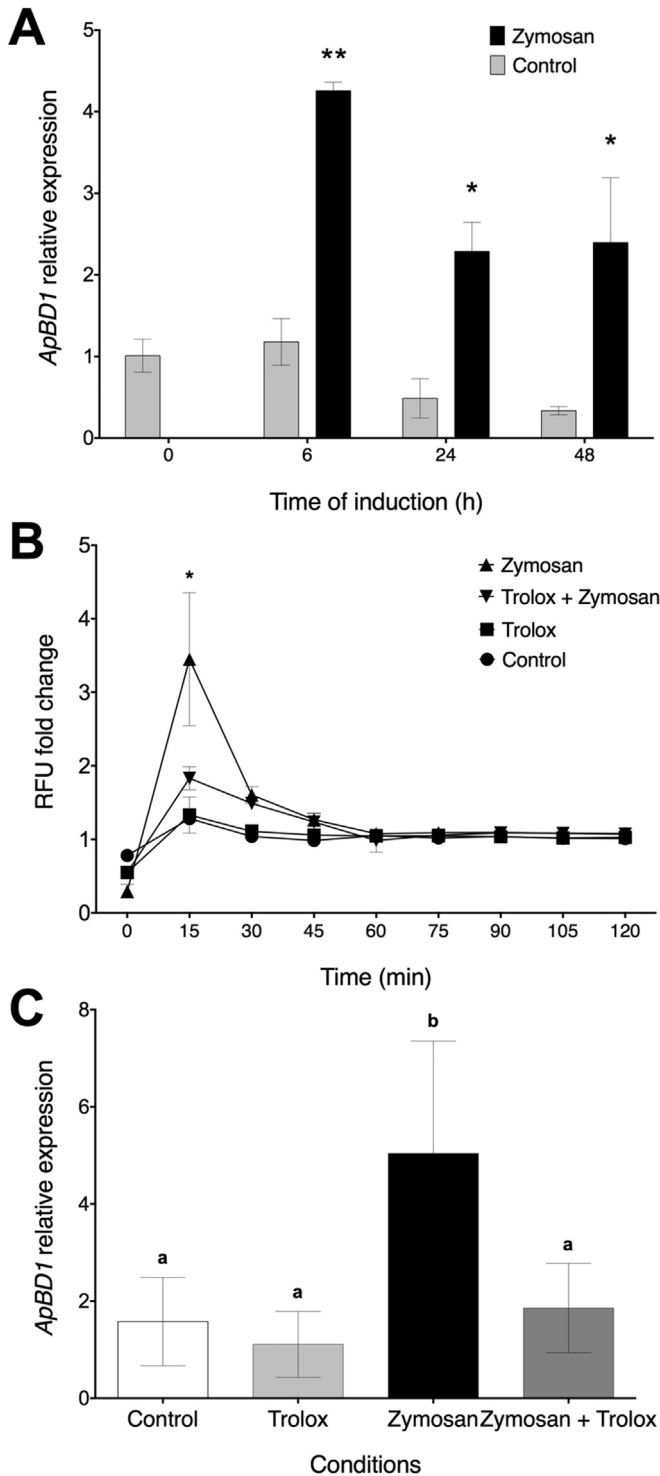 A
ApBD1 relative expression
5
4
3
2
1
0
Zymosan
Control
**
*
*
0 6 24 48
Time of induction (h)
B
RFU fold change
5
4
3
2
1
0
*
Zymosan
Trolox + Zymosan
Trolox
Control
0 15 30 45 60 75 90 105 120
Time (min)
C
ApBD1 relative expression
8
6
4
2
0
a
a
b
a
Control Trolox Zymosan Zymosan + Trolox
Conditions